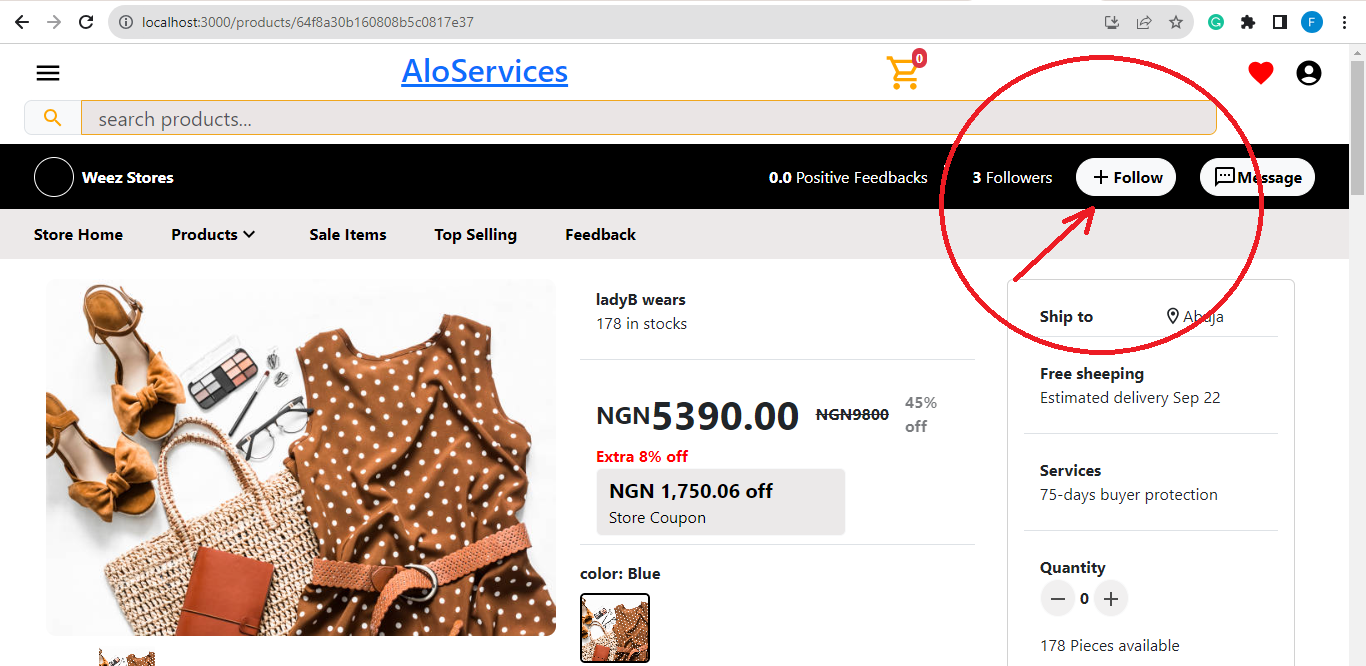 localhost:3000/products/64f8a30b160808b5c0817e37
F
AloServices
0
search products...
Weez Stores
0.0 Positive Feedbacks
3 Followers
Follow
Message
Store Home
Products
Sale Items
Top Selling
Feedback
ladyB wears
178 in stocks
NGN5390.00
NGN9800
45%
off
Extra 8% off
NGN 1,750.06 off
Store Coupon
color: Blue
Ship to
Abuja
Free sheeping
Estimated delivery Sep 22
Services
75-days buyer protection
Quantity
0
178 Pieces available